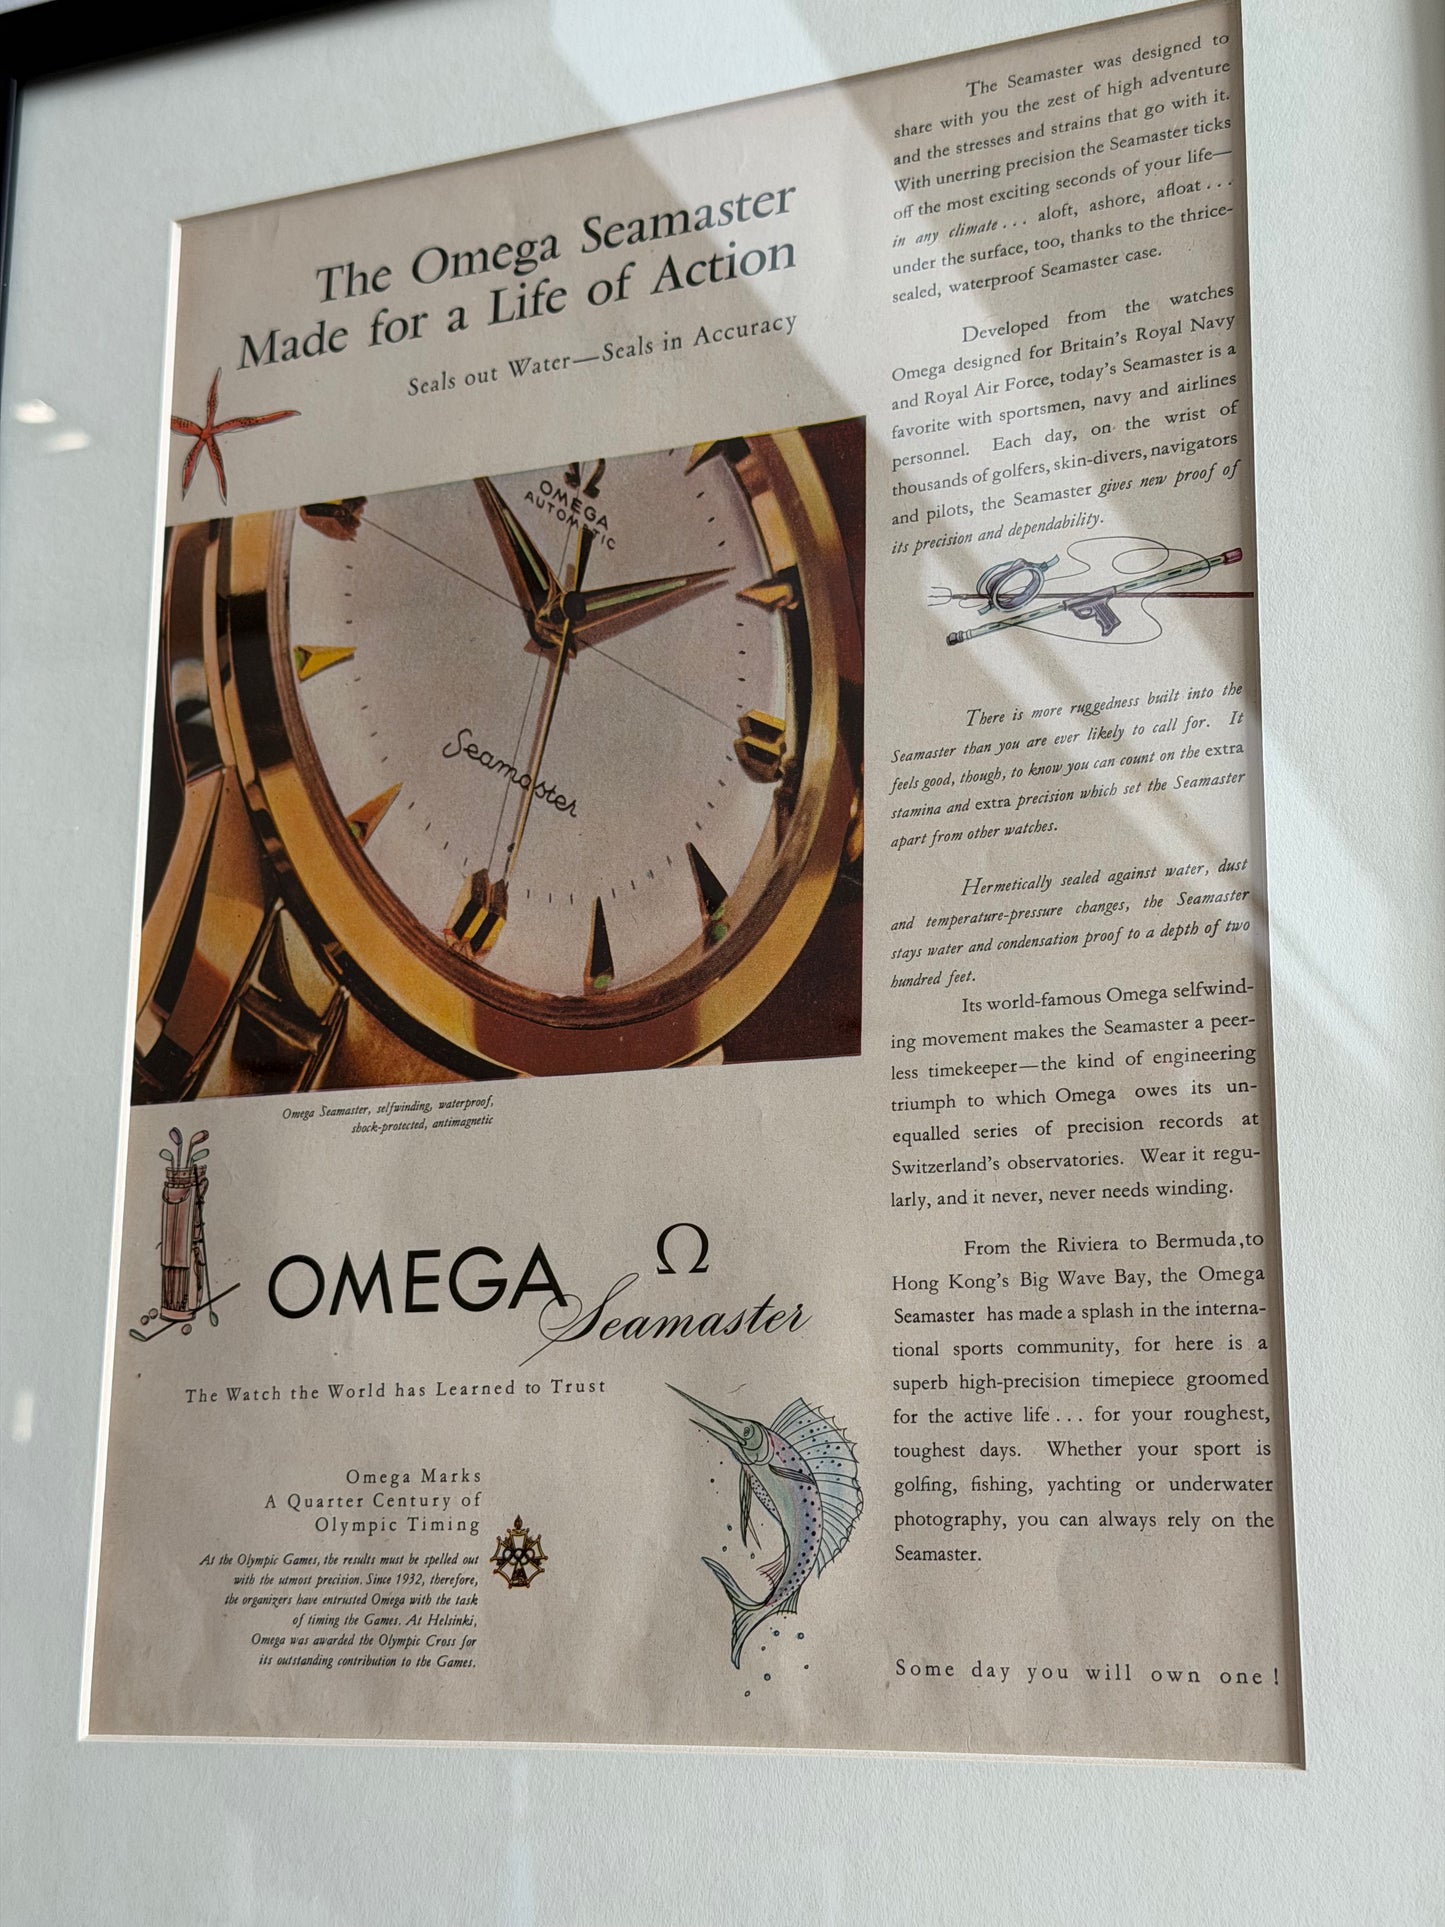 The Omega Seamaster
Made for a Life of Action
Seals out Water—Seals in Accuracy
Ω
OMEGA
AUTOMATIC
Seamaster
Omega Seamaster, selfwinding, waterproof,
shock-protected, antimagnetic
Ω
OMEGA
Seamaster
The Watch the World has Learned to Trust
Omega Marks
A Quarter Century of
Olympic Timing
At the Olympic Games, the results must be spelled out
with the utmost precision. Since 1932, therefore,
the organizers have entrusted Omega with the task
of timing the Games. At Helsinki,
Omega was awarded the Olympic Cross for
its outstanding contribution to the Games.
The Seamaster was designed to
share with you the zest of high adventure
and the stresses and strains that go with it.
With unerring precision the Seamaster ticks
off the most exciting seconds of your life—
in any climate . . . aloft, ashore, afloat . . .
under the surface, too, thanks to the thrice-
sealed, waterproof Seamaster case.
Developed from the watches
Omega designed for Britain's Royal Navy
and Royal Air Force, today's Seamaster is a
favorite with sportsmen, navy and airlines
personnel. Each day, on the wrist of
thousands of golfers, skin-divers, navigators
and pilots, the Seamaster gives new proof of
its precision and dependability.
There is more ruggedness built into the
Seamaster than you are ever likely to call for. It
feels good, though, to know you can count on the extra
stamina and extra precision which set the Seamaster
apart from other watches.
Hermetically sealed against water, dust
and temperature-pressure changes, the Seamaster
stays water and condensation proof to a depth of two
hundred feet.
Its world-famous Omega selfwind-
ing movement makes the Seamaster a peer-
less timekeeper—the kind of engineering
triumph to which Omega owes its un-
equalled series of precision records at
Switzerland's observatories. Wear it regu-
larly, and it never, never needs winding.
From the Riviera to Bermuda,to
Hong Kong's Big Wave Bay, the Omega
Seamaster has made a splash in the interna-
tional sports community, for here is a
superb high-precision timepiece groomed
for the active life . . . for your roughest,
toughest days. Whether your sport is
golfing, fishing, yachting or underwater
photography, you can always rely on the
Seamaster.
Some day you will own one !